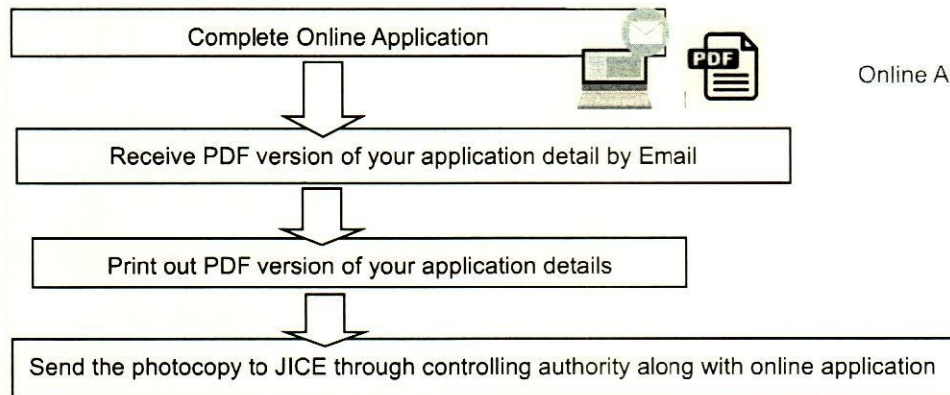 Complete Online Application
PDF
Online A
Receive PDF version of your application detail by Email
Print out PDF version of your application details
Send the photocopy to JICE through controlling authority along with online application